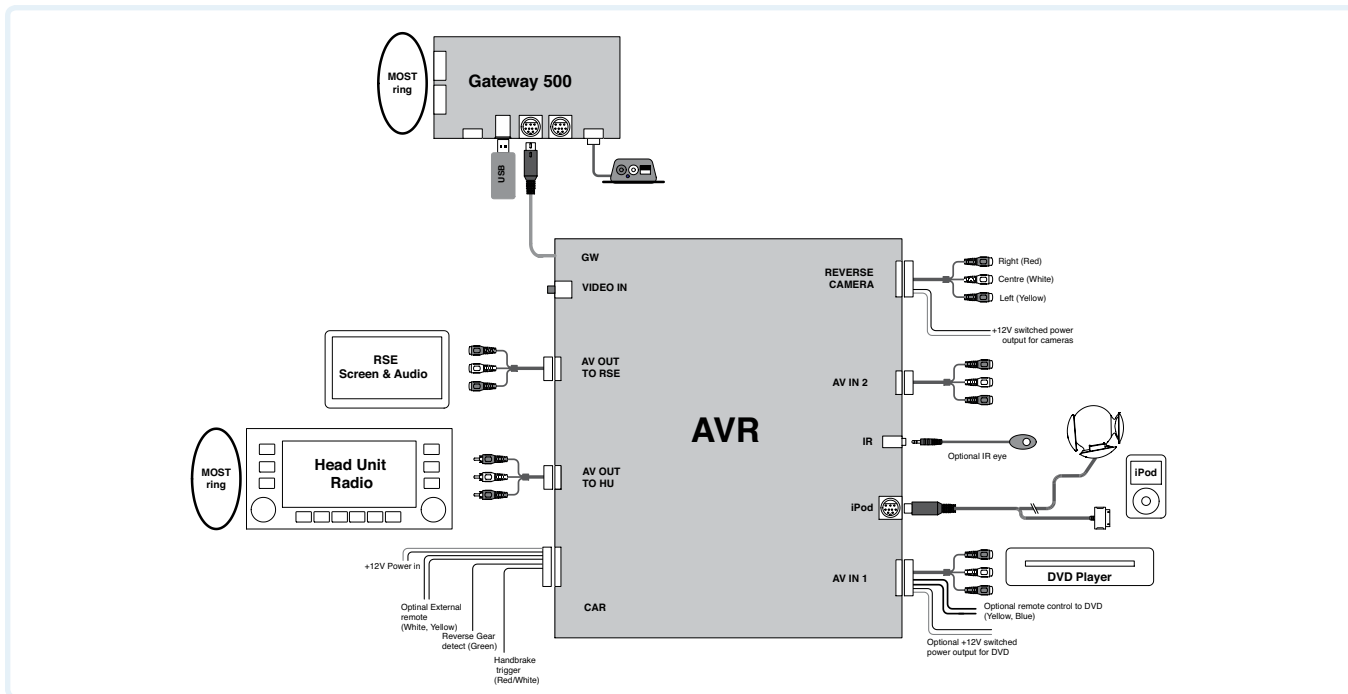 MOST
ring
Gateway 500
USB
GW
VIDEO IN
REVERSE
CAMERA
Right (Red)
Centre (White)
Left (Yellow)
+12V switched power
output for cameras
RSE
Screen & Audio
AV OUT
TO RSE
AV IN 2
AVR
IR
Optional IR eye
MOST
ring
Head Unit
Radio
AV OUT
TO HU
iPod
iPod
+12V Power in
AV IN 1
DVD Player
CAR
Optinal External
remote
(White, Yellow)
Reverse Gear
detect (Green)
Handbrake
trigger
(Red/White)
Optional remote control to DVD
(Yellow, Blue)
Optional +12V switched
power output for DVD